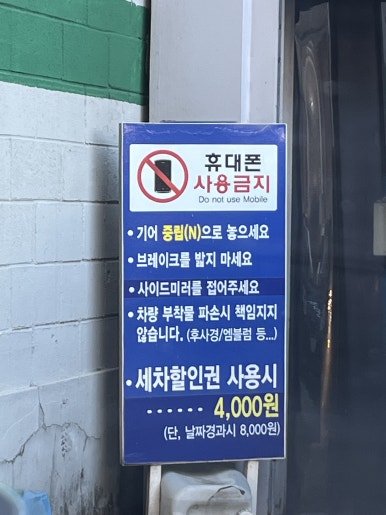 휴대폰
사용금지
Do not use Mobile
• 기어 중립(N)으로 놓으세요
• 브레이크를 밟지 마세요
• 사이드미러를 접어주세요
• 차량 부착물 파손시 책임지지
않습니다. (후사경/엠블럼 등...)
• 세차할인권 사용시
...... 4,000원
(단, 날짜경과시 8,000원)